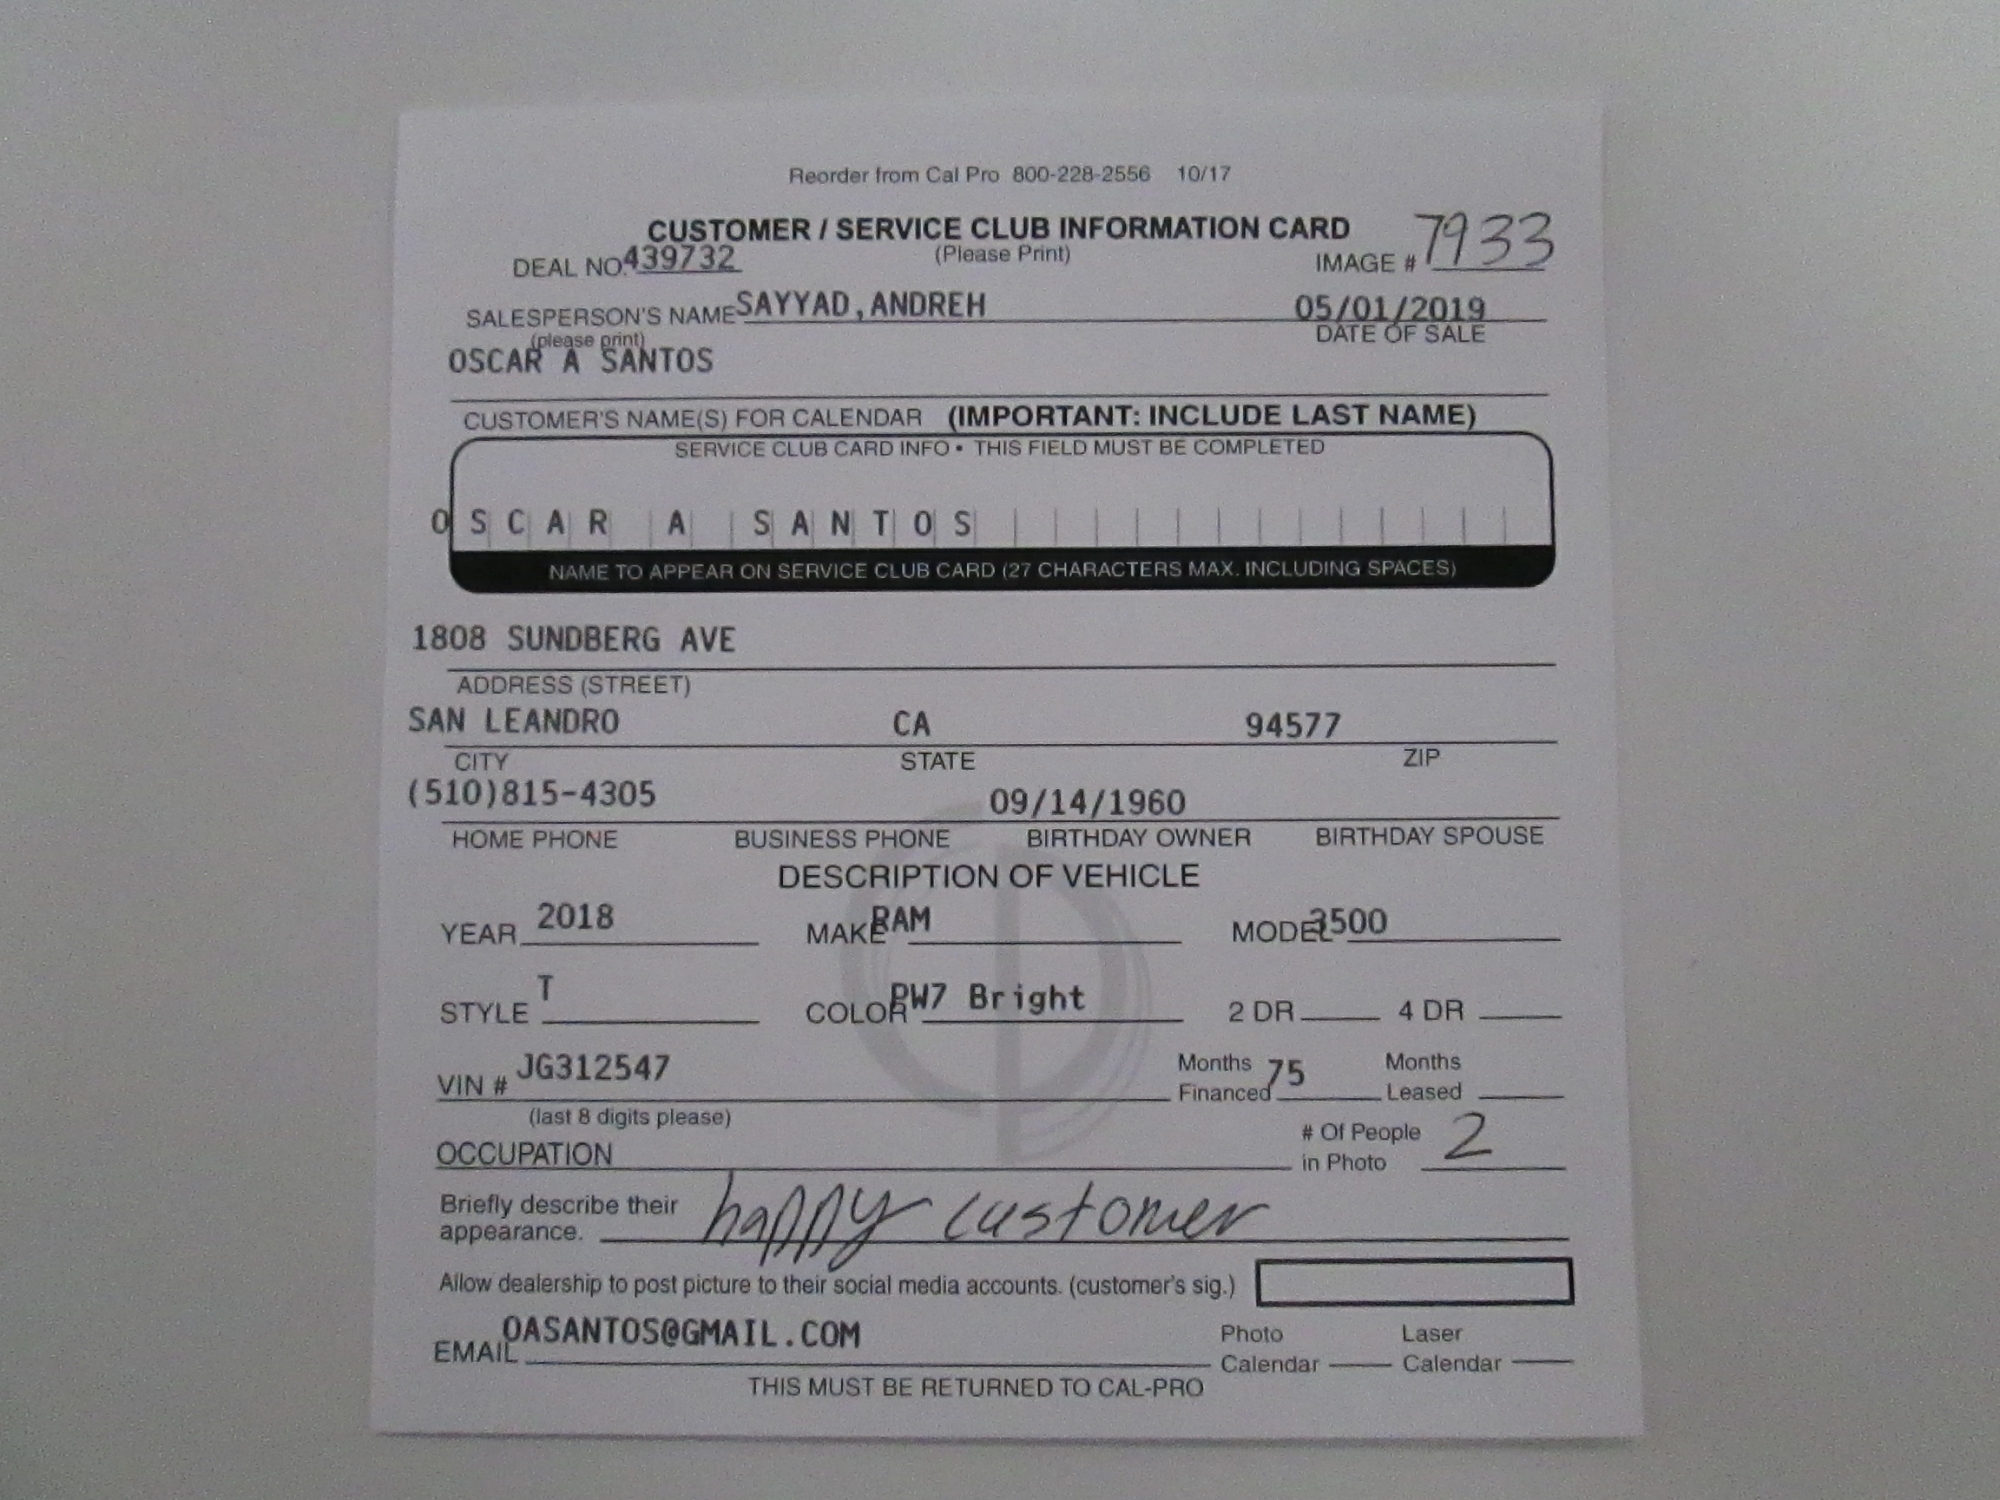 Reorder from Cal Pro 800-228-2556 10/17
CUSTOMER / SERVICE CLUB INFORMATION CARD
DEAL NO. 439732 (Please Print) IMAGE # 7933
SALESPERSON'S NAME SAYYAD,ANDREH 05/01/2019
(please print) DATE OF SALE
OSCAR A SANTOS
CUSTOMER'S NAME(S) FOR CALENDAR (IMPORTANT: INCLUDE LAST NAME)
SERVICE CLUB CARD INFO • THIS FIELD MUST BE COMPLETED
O S C A R A S A N T O S
NAME TO APPEAR ON SERVICE CLUB CARD (27 CHARACTERS MAX. INCLUDING SPACES)
1808 SUNDBERG AVE
ADDRESS (STREET)
SAN LEANDRO CA 94577
CITY STATE ZIP
(510)815-4305 09/14/1960
HOME PHONE BUSINESS PHONE BIRTHDAY OWNER BIRTHDAY SPOUSE
DESCRIPTION OF VEHICLE
YEAR 2018 MAKE RAM MODEL 3500
STYLE T COLOR PW7 Bright 2 DR 4 DR
VIN # JG312547 Months Financed 75 Months Leased
(last 8 digits please)
OCCUPATION # Of People in Photo 2
Briefly describe their appearance. happy customer
Allow dealership to post picture to their social media accounts. (customer's sig.)
EMAIL OASANTOS@GMAIL.COM Photo Calendar Laser Calendar
THIS MUST BE RETURNED TO CAL-PRO